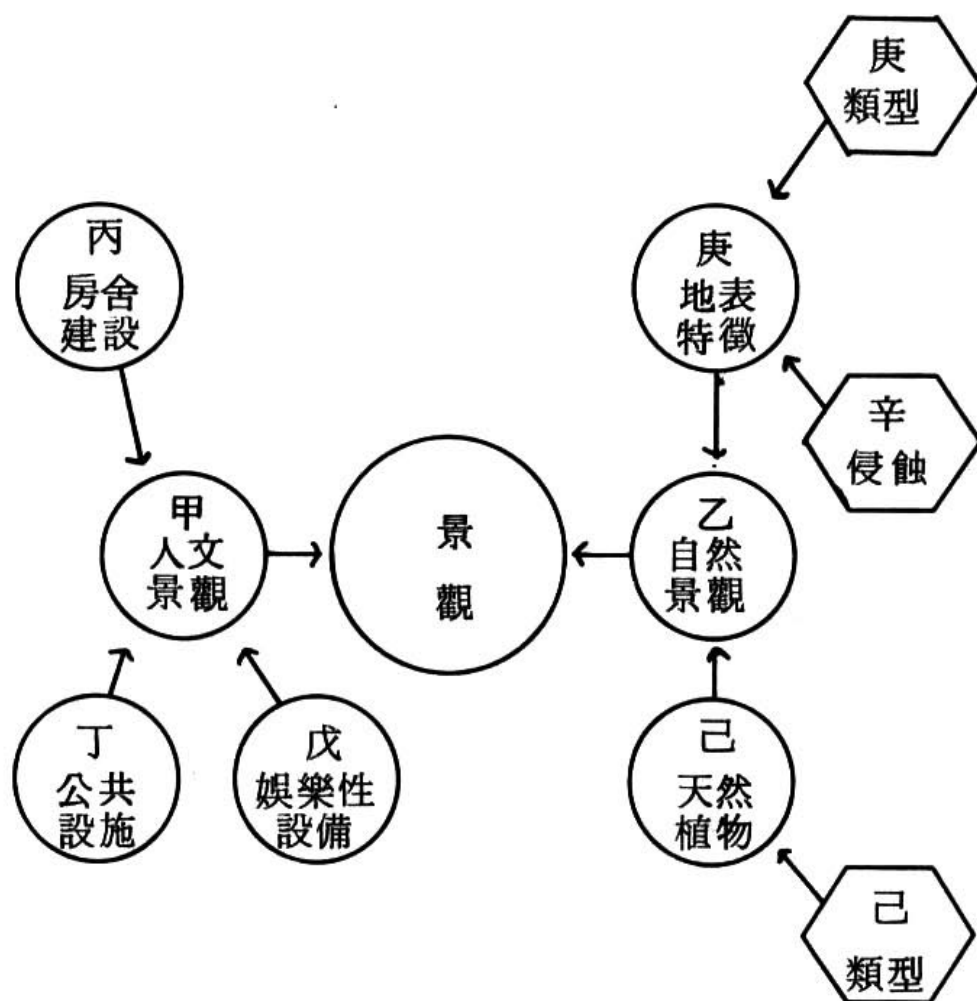 庚
類型
丙
房舍
建設
庚
地表
特徵
辛
侵蝕
甲
人文
景觀
景
觀
乙
自然
景觀
丁
公共
設施
戊
娛樂性
設備
己
天然
植物
己
類型